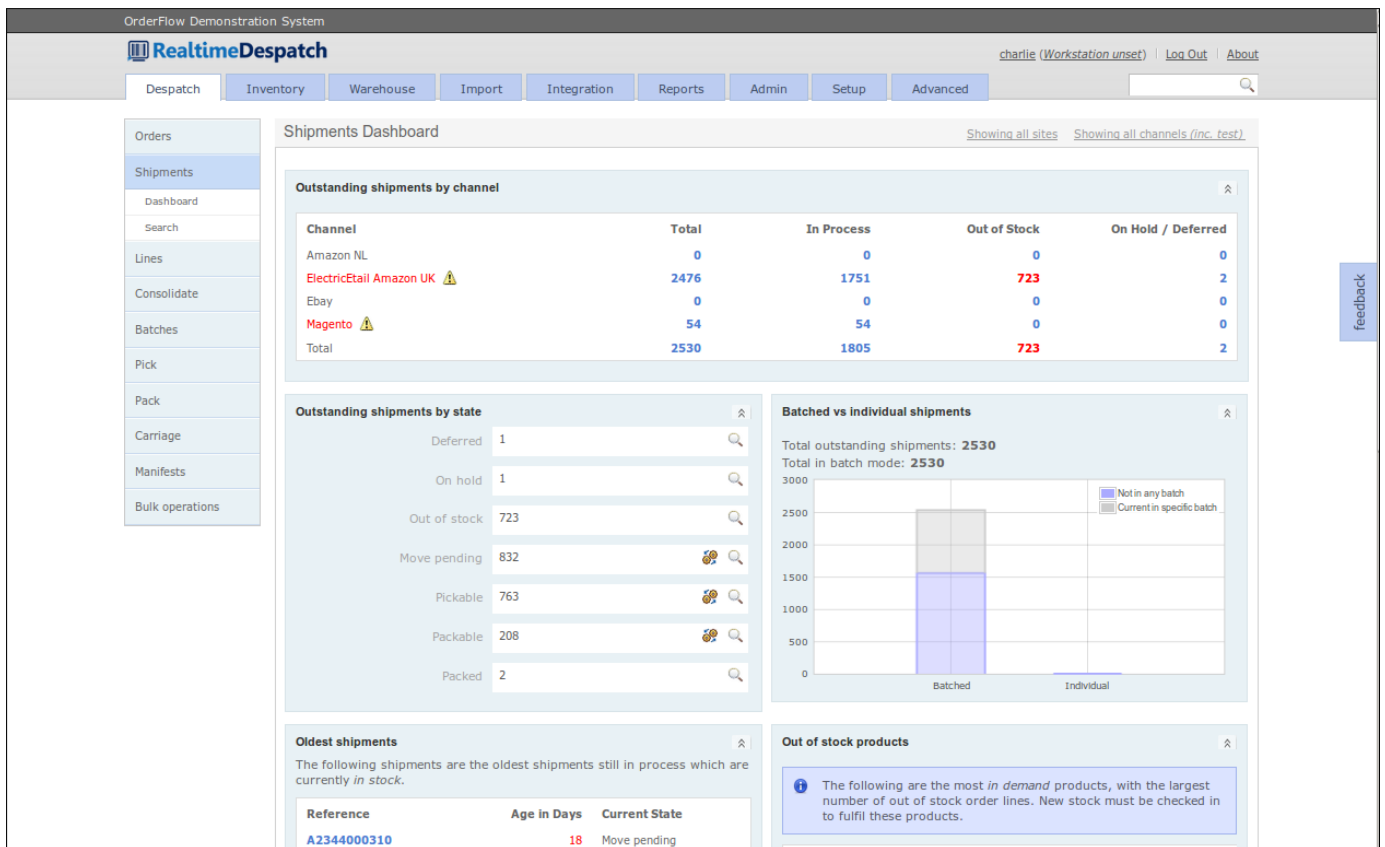 OrderFlow Demonstration System
RealtimeDespatch
charlie (Workstation unset) Log Out About
Despatch Inventory Warehouse Import Integration Reports Admin Setup Advanced
Orders
Shipments
Dashboard
Search
Lines
Consolidate
Batches
Pick
Pack
Carriage
Manifests
Bulk operations
Shipments Dashboard
Showing all sites Showing all channels (inc. test)
Outstanding shipments by channel
Channel Total In Process Out of Stock On Hold / Deferred
Amazon NL 0 0 0 0
ElectricEtail Amazon UK 2476 1751 723 2
Ebay 0 0 0 0
Magento 54 54 0 0
Total 2530 1805 723 2
Outstanding shipments by state
Deferred 1
On hold 1
Out of stock 723
Move pending 832
Pickable 763
Packable 208
Packed 2
Batched vs individual shipments
Total outstanding shipments: 2530
Total in batch mode: 2530
3000
2500
2000
1500
1000
500
0
Not in any batch
Current in specific batch
Batched Individual
Oldest shipments
The following shipments are the oldest shipments still in process which are
currently in stock.
Reference Age in Days Current State
A2344000310 18 Move pending
Out of stock products
The following are the most in demand products, with the largest
number of out of stock order lines. New stock must be checked in
to fulfil these products.
feedback